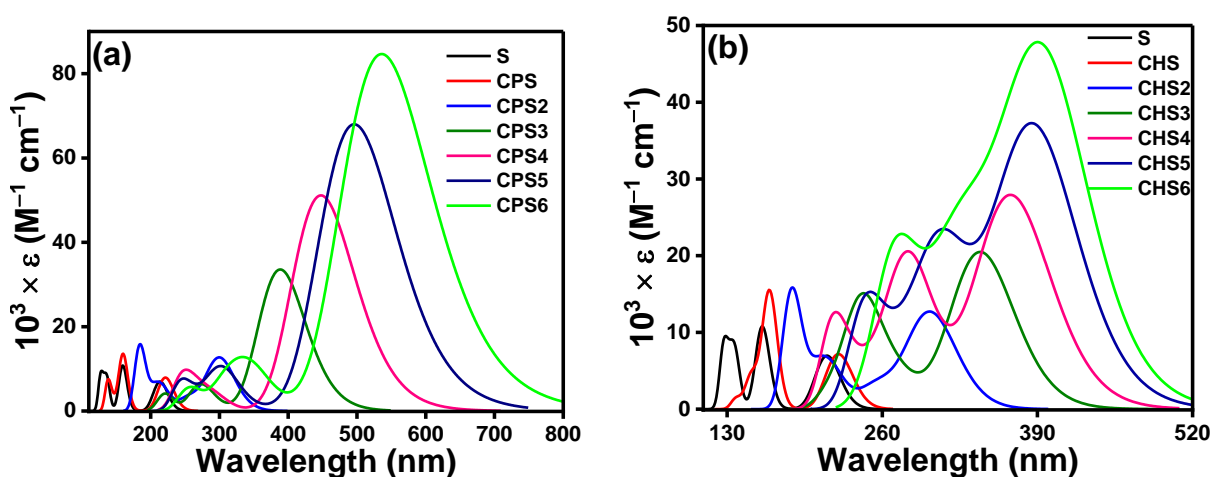 (a)
S
CPS
CPS2
CPS3
CPS4
CPS5
CPS6
10³ × ε (M⁻¹ cm⁻¹)
80
60
40
20
0
200 300 400 500 600 700 800
Wavelength (nm)
(b)
S
CHS
CHS2
CHS3
CHS4
CHS5
CHS6
10³ × ε (M⁻¹ cm⁻¹)
50
40
30
20
10
0
130 260 390 520
Wavelength (nm)